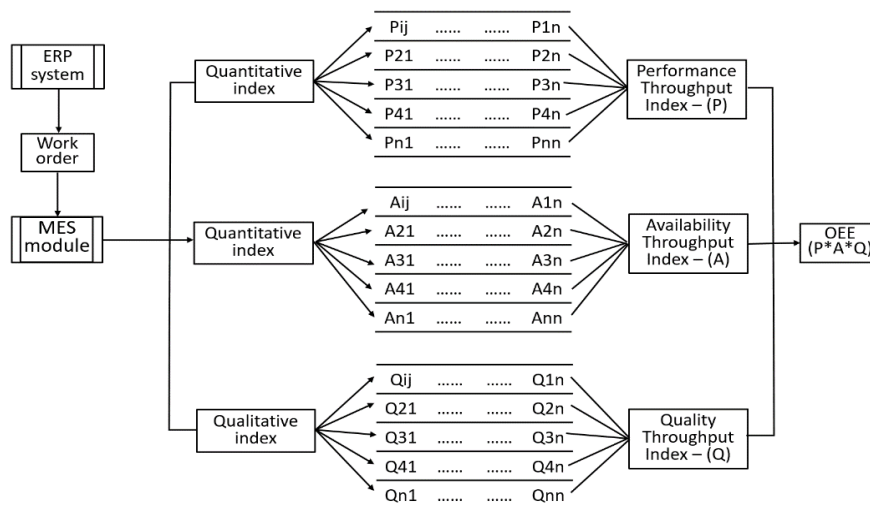 ERP
system
Work
order
MES
module
Quantitative
index
Pij ...... ...... P1n
P21 ...... ...... P2n
P31 ...... ...... P3n
P41 ...... ...... P4n
Pn1 ...... ...... Pnn
Performance
Throughput
Index – (P)
Quantitative
index
Aij ...... ...... A1n
A21 ...... ...... A2n
A31 ...... ...... A3n
A41 ...... ...... A4n
An1 ...... ...... Ann
Availability
Throughput
Index – (A)
OEE
(P*A*Q)
Qualitative
index
Qij ...... ...... Q1n
Q21 ...... ...... Q2n
Q31 ...... ...... Q3n
Q41 ...... ...... Q4n
Qn1 ...... ...... Qnn
Quality
Throughput
Index – (Q)